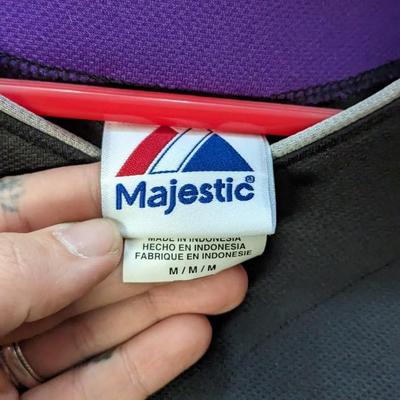 Majestic®
MADE IN INDONESIA
HECHO EN INDONESIA
FABRIQUE EN INDONESIE
M / M / M